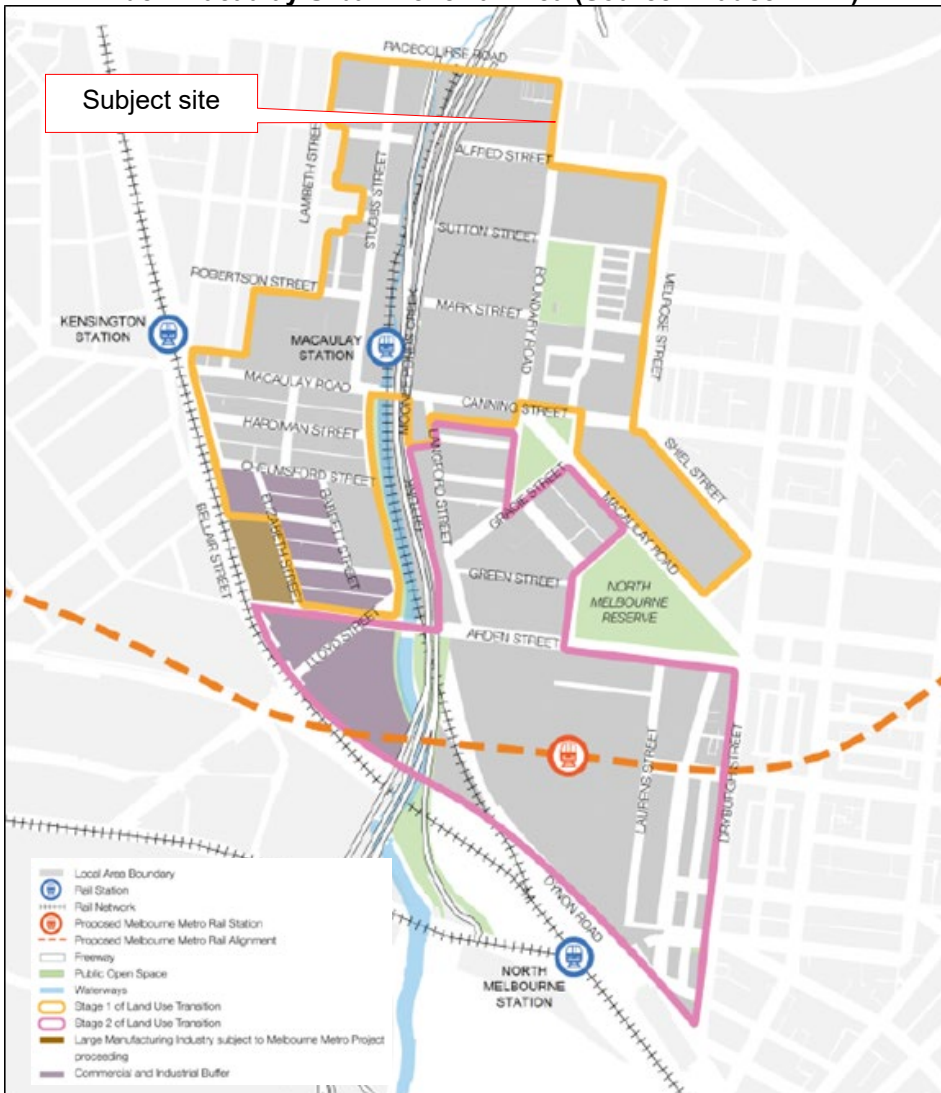 RACECOURSE ROAD
Subject site
ALFRED STREET
LAMBETH STREET
STUBBS STREET
SUTTON STREET
ROBERTSON STREET
BOUNDARY ROAD
MELROSE STREET
MARK STREET
KENSINGTON
STATION
MACAULAY
STATION
MOONEE PONDS CREEK
MACAULAY ROAD
CANNING STREET
HARDIMAN STREET
LANGFORD STREET
SHIEL STREET
CHELMSFORD STREET
GRACIE STREET
MACAULAY ROAD
BELLAIR STREET
ELIZABETH STREET
BARRETT STREET
GREEN STREET
NORTH
MELBOURNE
RESERVE
LLOYD STREET
ARDEN STREET
LAURENS STREET
DRYBURGH STREET
DYNON ROAD
NORTH
MELBOURNE
STATION
Local Area Boundary
Rail Station
Rail Network
Proposed Melbourne Metro Rail Station
Proposed Melbourne Metro Rail Alignment
Freeway
Public Open Space
Waterways
Stage 1 of Land Use Transition
Stage 2 of Land Use Transition
Large Manufacturing Industry subject to Melbourne Metro Project
proceeding
Commercial and Industrial Buffer